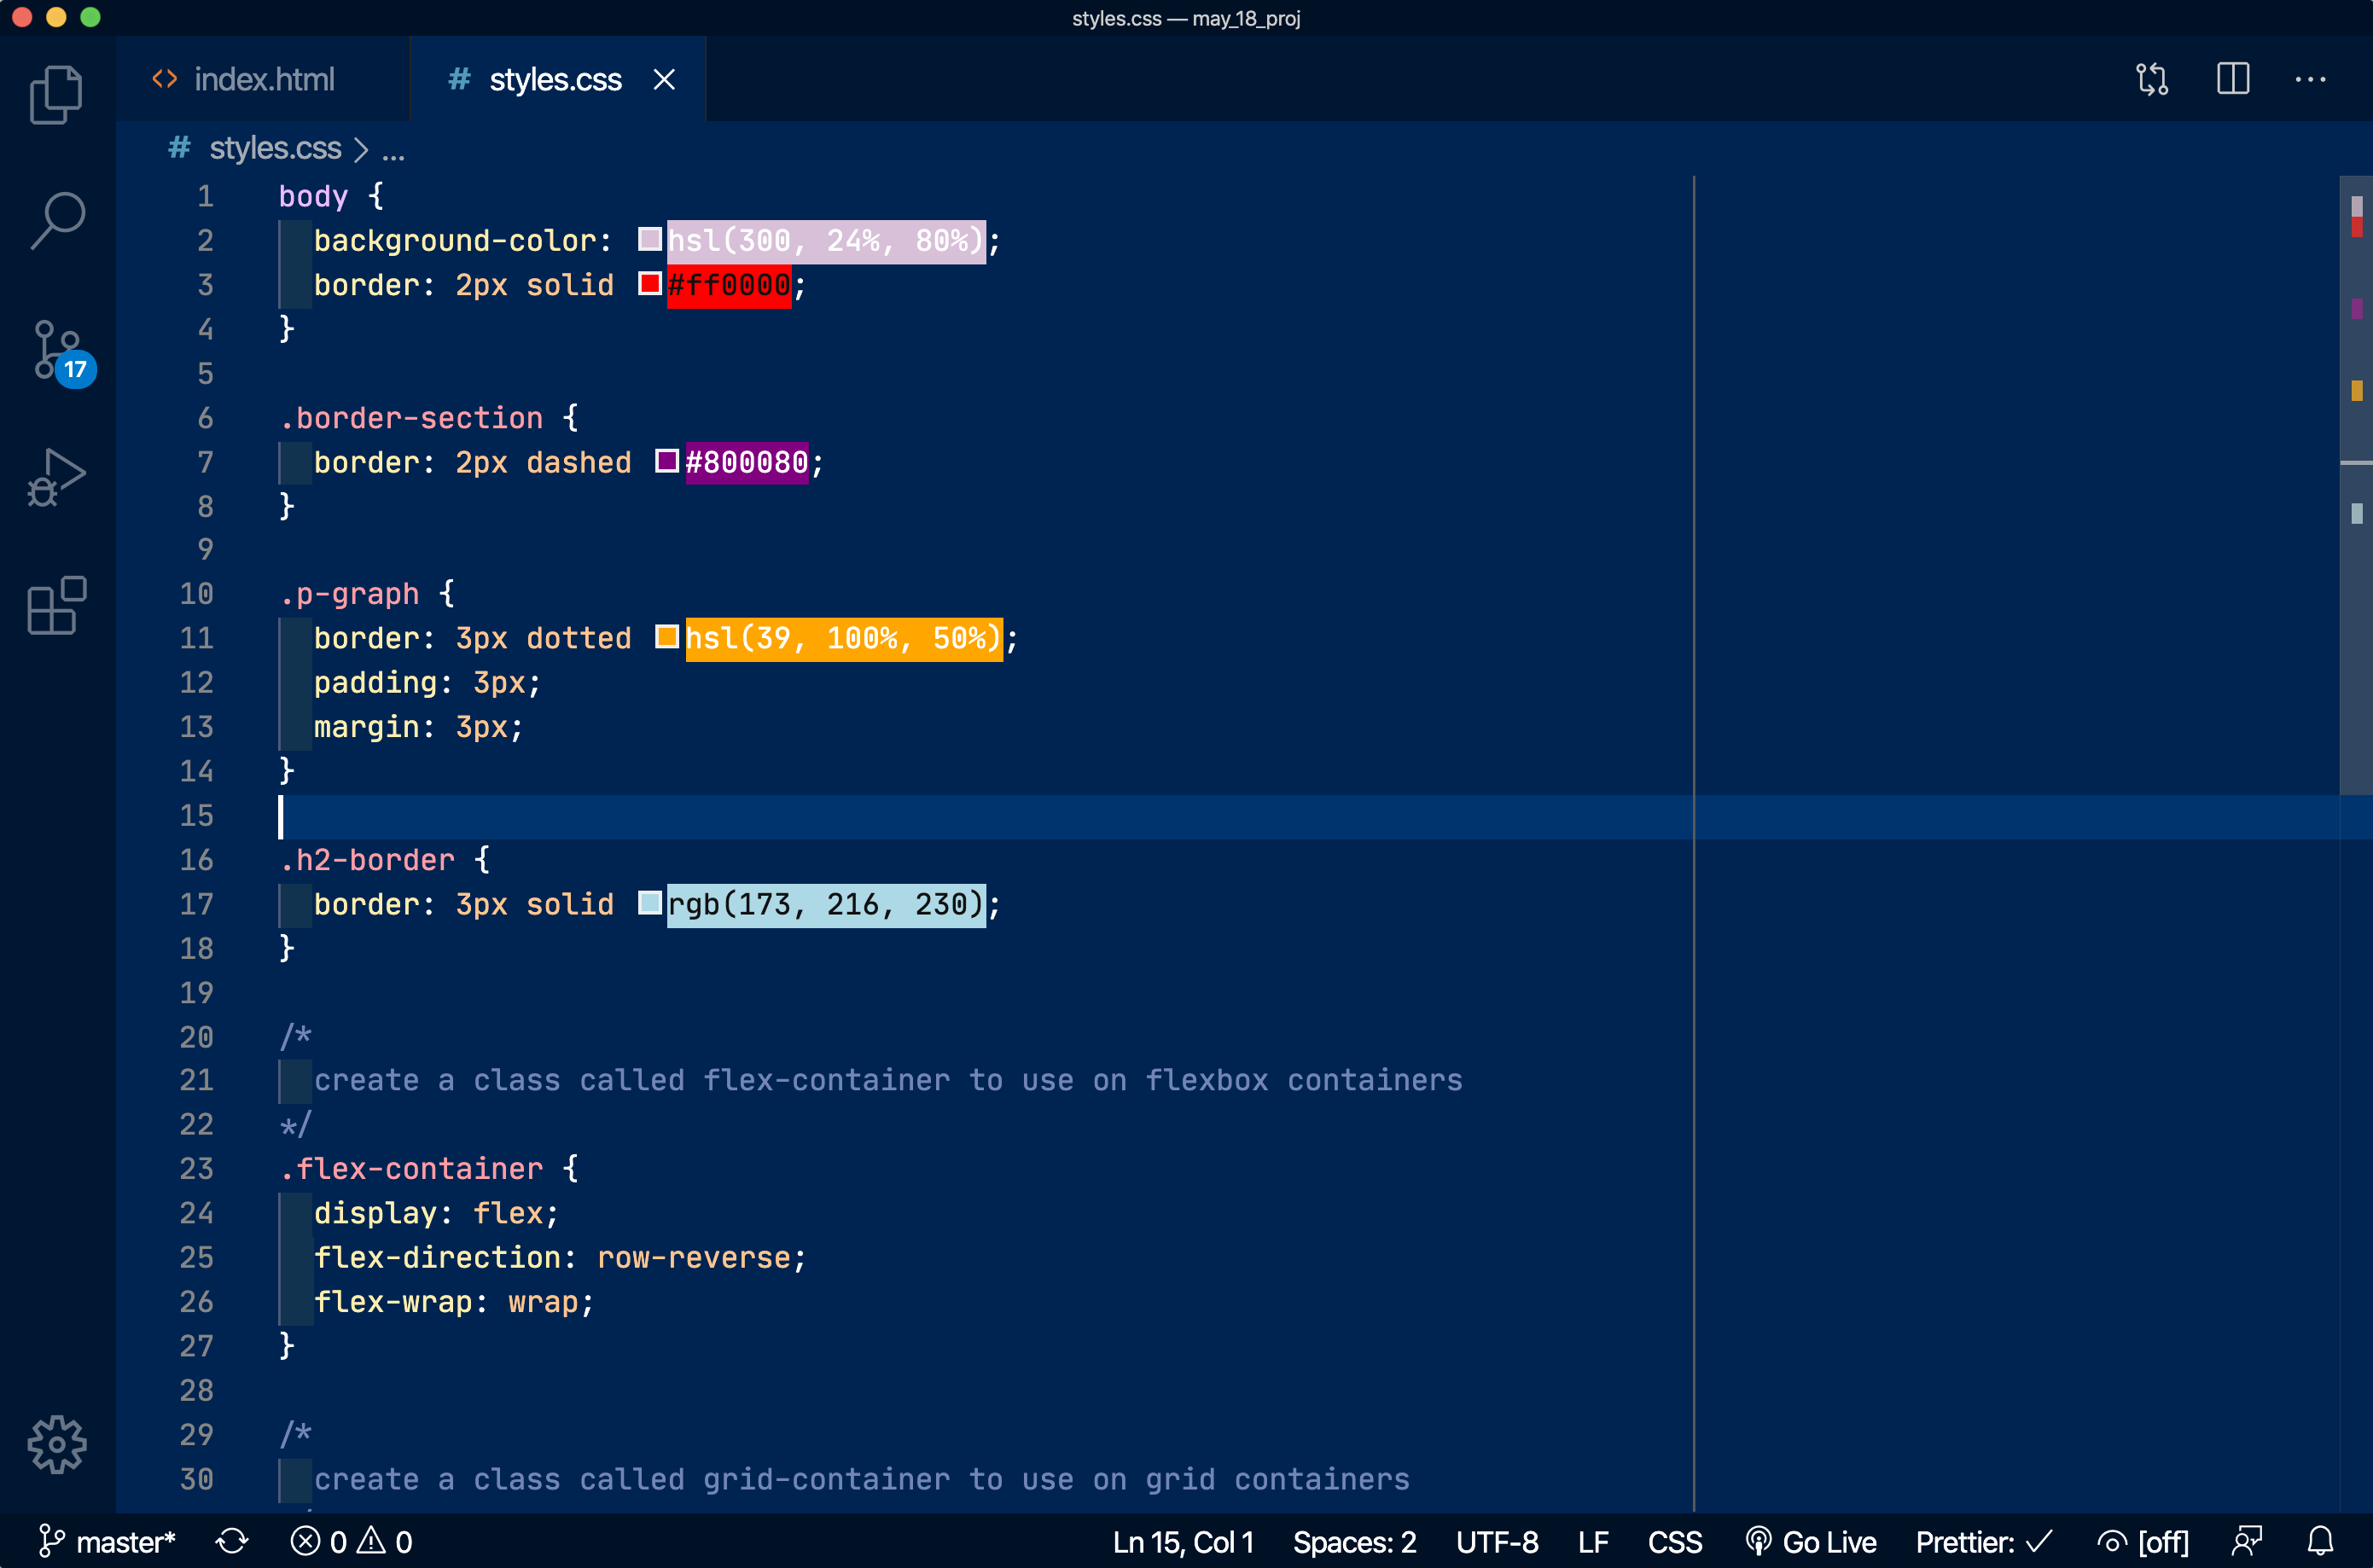 styles.css — may_18_proj
<> index.html # styles.css ×
# styles.css > ...
1 body {
2 background-color: hsl(300, 24%, 80%);
3 border: 2px solid #ff0000;
4 }
5
6 .border-section {
7 border: 2px dashed #800080;
8 }
9
10 .p-graph {
11 border: 3px dotted hsl(39, 100%, 50%);
12 padding: 3px;
13 margin: 3px;
14 }
15
16 .h2-border {
17 border: 3px solid rgb(173, 216, 230);
18 }
19
20 /*
21 create a class called flex-container to use on flexbox containers
22 */
23 .flex-container {
24 display: flex;
25 flex-direction: row-reverse;
26 flex-wrap: wrap;
27 }
28
29 /*
30 create a class called grid-container to use on grid containers
17
master* 0 0 Ln 15, Col 1 Spaces: 2 UTF-8 LF CSS Go Live Prettier: ✓ [off]